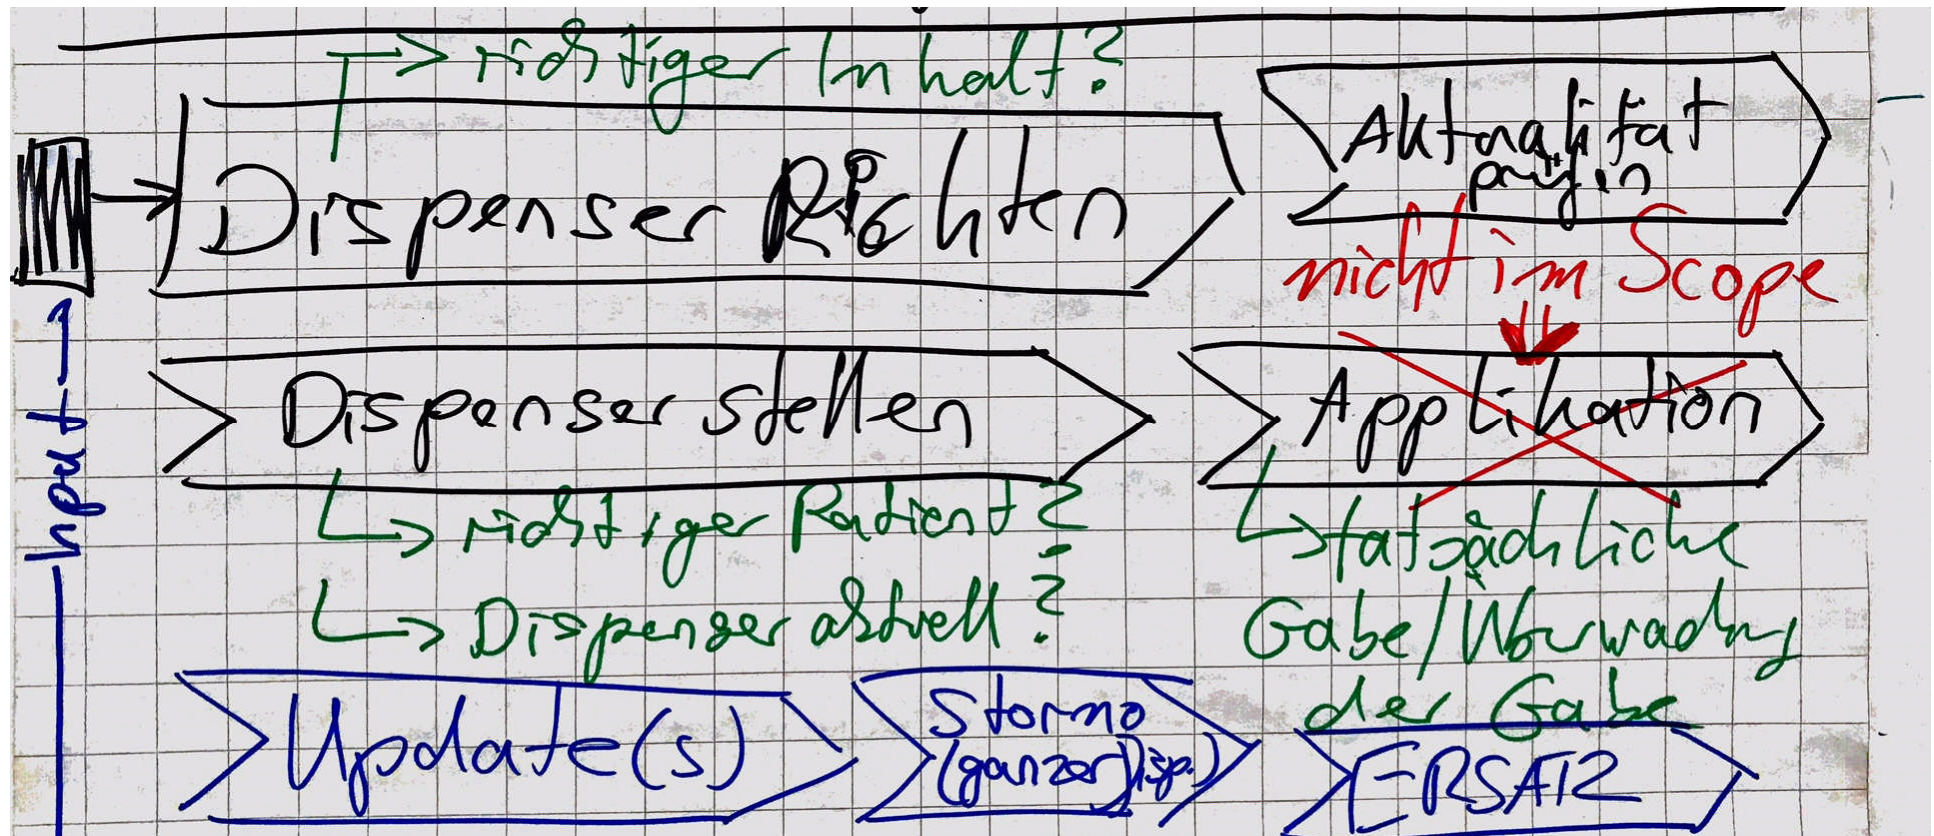 richtiger Inhalt?
Dispenser Richten
Aktualität
prüfen
nicht im Scope
Dispenser stellen
Applikation
Input
richtiger Patient?
Dispenser aktuell?
tatsächliche
Gabe/Überwachung
der Gabe
Update(s)
Storno
(ganzer Disp.)
ERSATZ